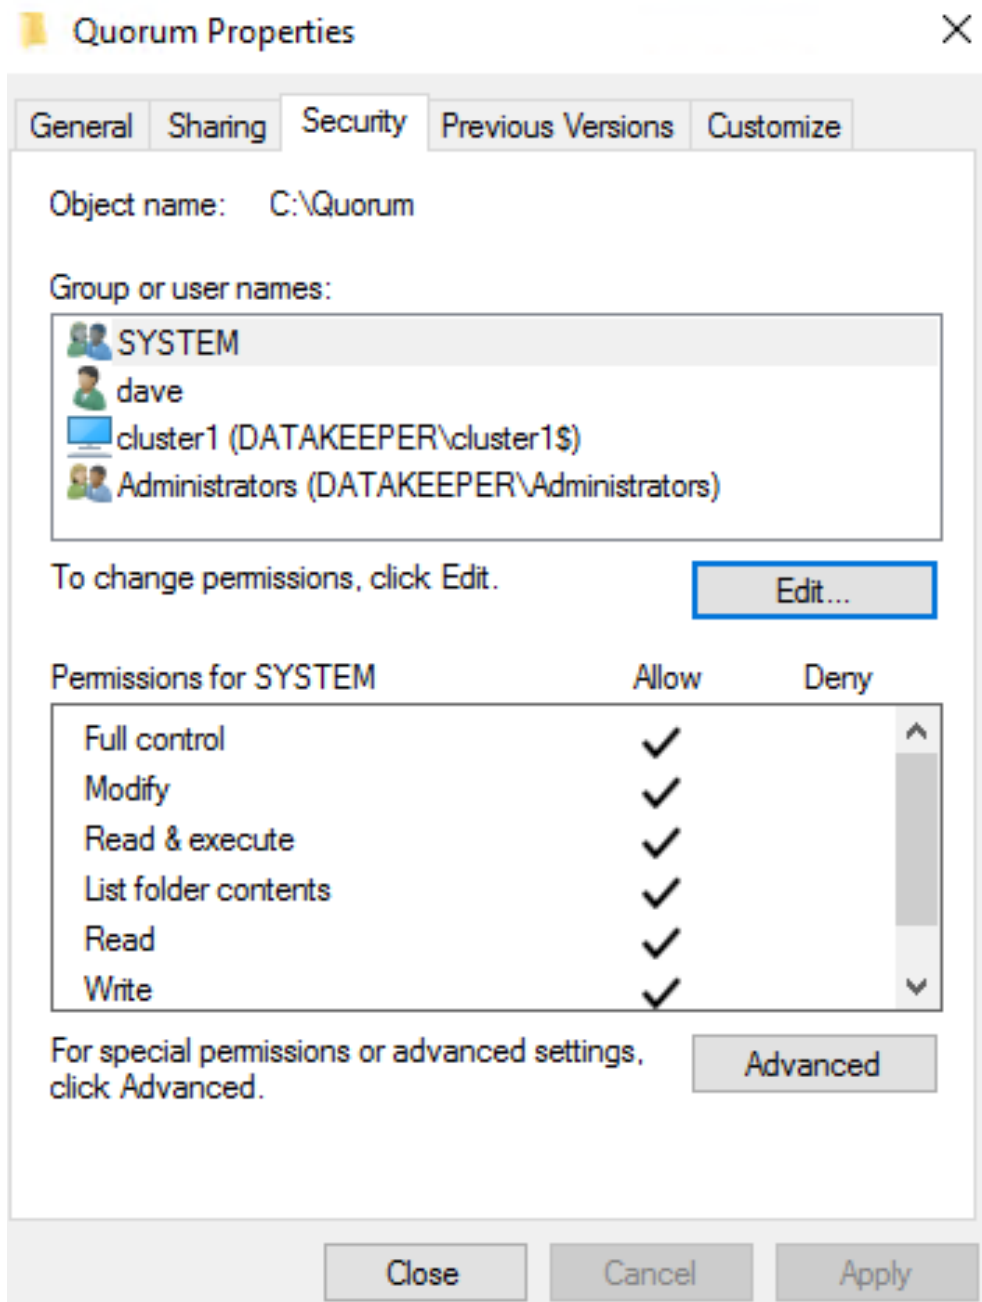 Quorum Properties
General Sharing Security Previous Versions Customize
Object name: C:\Quorum
Group or user names:
SYSTEM
dave
cluster1 (DATAKEEPER\cluster1$)
Administrators (DATAKEEPER\Administrators)
To change permissions, click Edit.
Edit...
Permissions for SYSTEM Allow Deny
Full control
Modify
Read & execute
List folder contents
Read
Write
For special permissions or advanced settings,
click Advanced.
Advanced
Close Cancel Apply